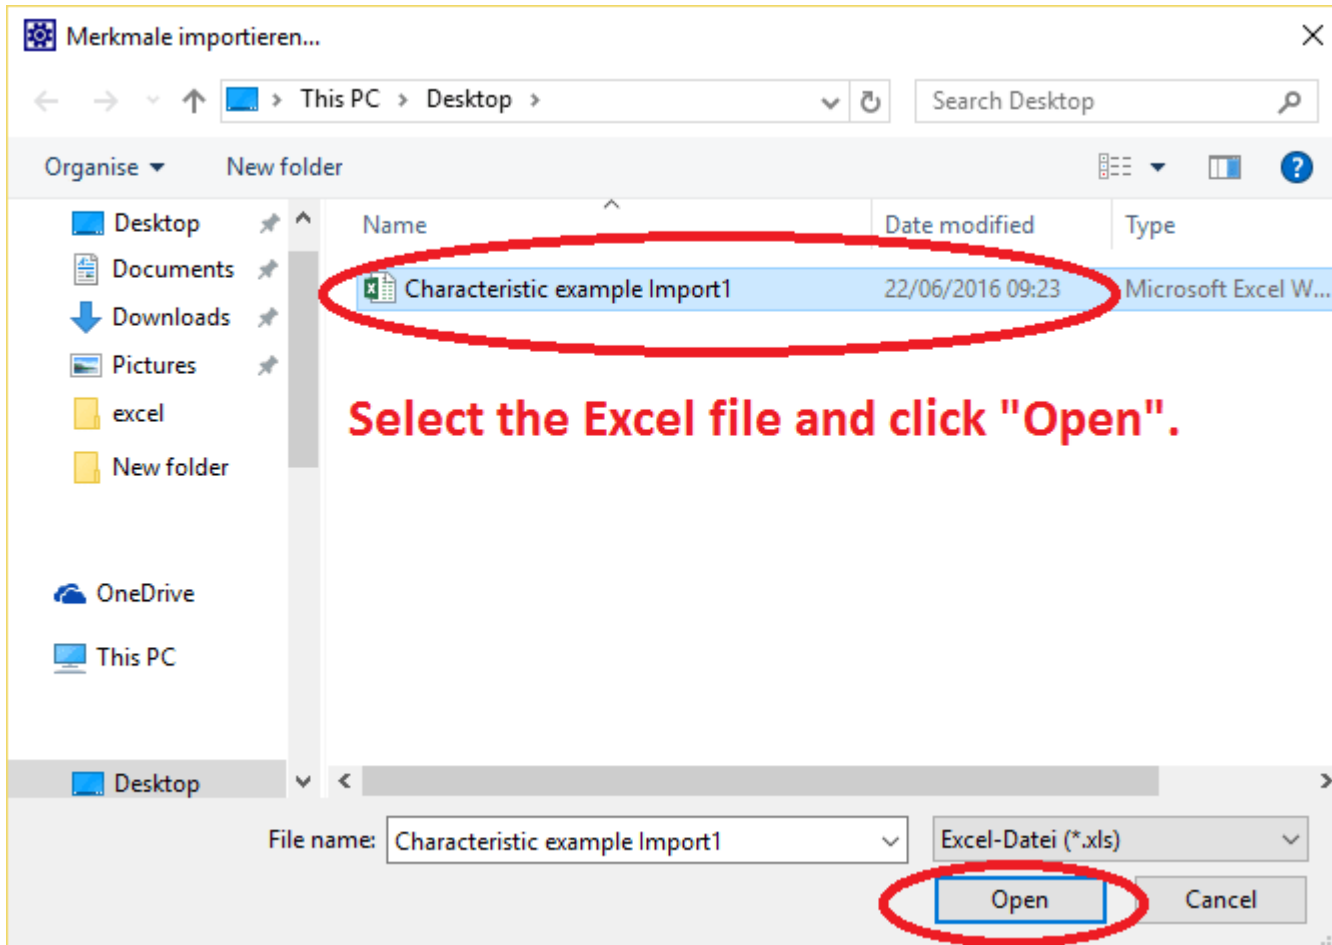 Merkmale importieren...
This PC > Desktop >
Search Desktop
Organise
New folder
Name
Date modified
Type
Desktop
Documents
Downloads
Pictures
excel
New folder
OneDrive
This PC
Desktop
Characteristic example Import1
22/06/2016 09:23
Microsoft Excel W...
Select the Excel file and click "Open".
File name:
Characteristic example Import1
Excel-Datei (*.xls)
Open
Cancel